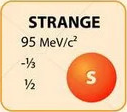 STRANGE
95 MeV/c²
-⅓
½
S